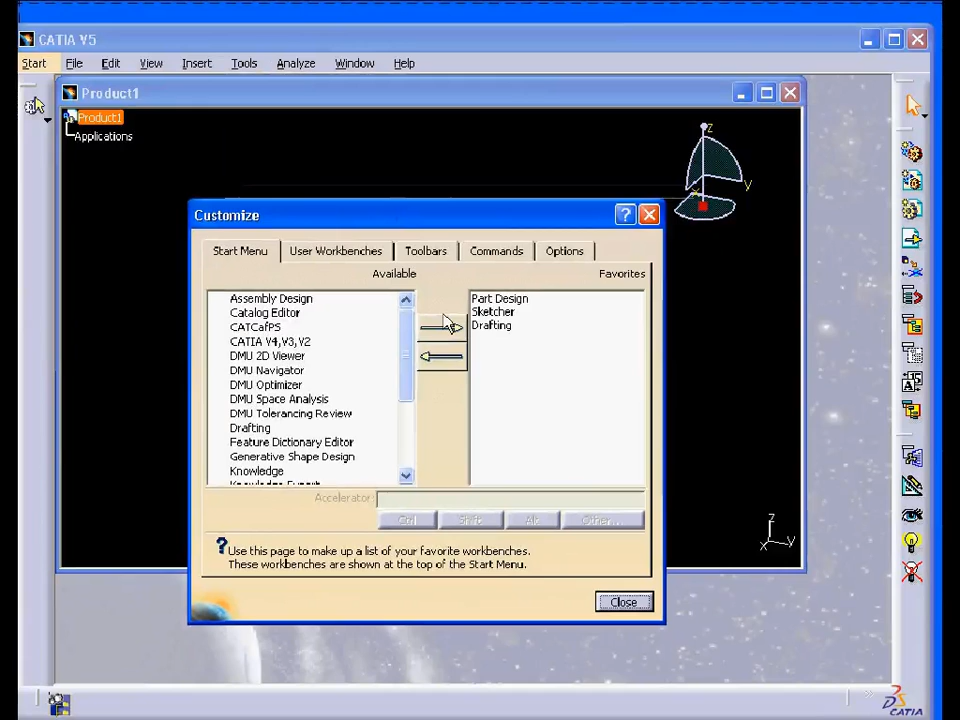 CATIA V5
Start File Edit View Insert Tools Analyze Window Help
Product1
Product1
Applications
z
y
x
Customize
Start Menu User Workbenches Toolbars Commands Options
Available Favorites
Assembly Design
Catalog Editor
CATCafPS
CATIA V4,V3,V2
DMU 2D Viewer
DMU Navigator
DMU Optimizer
DMU Space Analysis
DMU Tolerancing Review
Drafting
Feature Dictionary Editor
Generative Shape Design
Knowledge
Knowledge Expert
Part Design
Sketcher
Drafting
Accelerator:
Ctrl Shift Alt Other...
Use this page to make up a list of your favorite workbenches.
These workbenches are shown at the top of the Start Menu.
Close
z
x y
CATIA